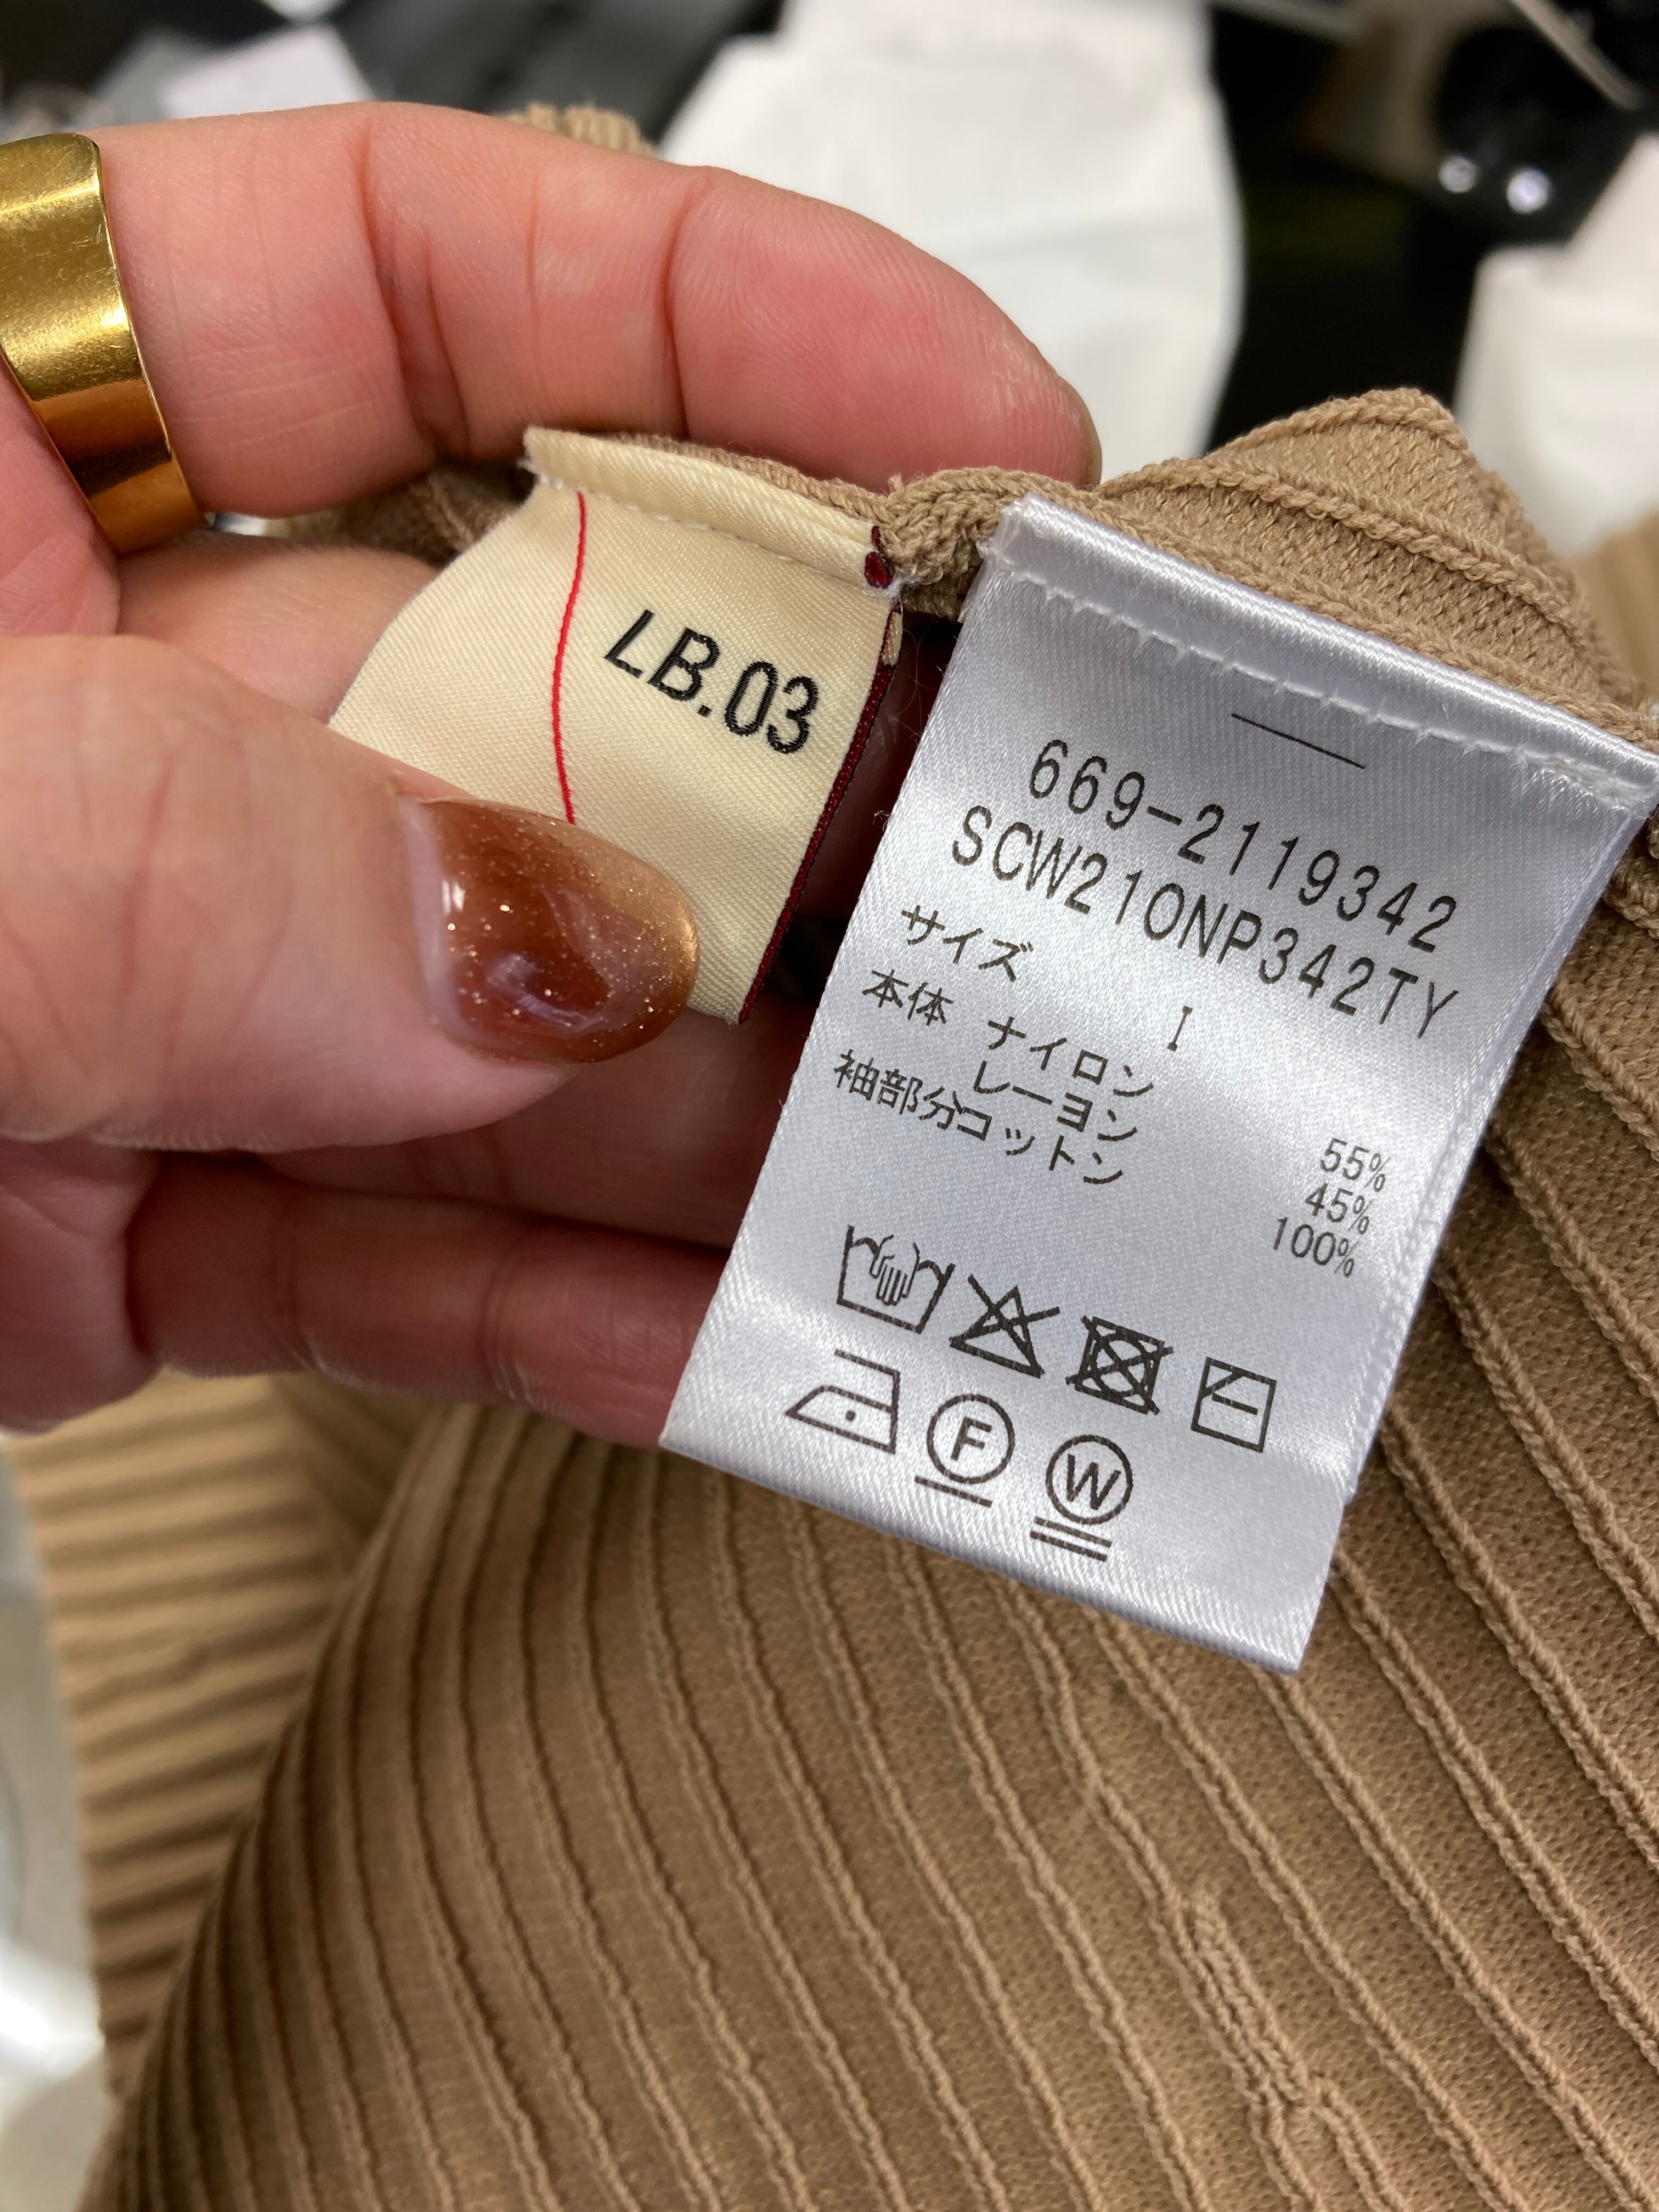 LB.03
669-2119342
SCW21ONP342TY
サイズ I
本体 ナイロン 55%
レーヨン 45%
袖部分コットン 100%
F
W